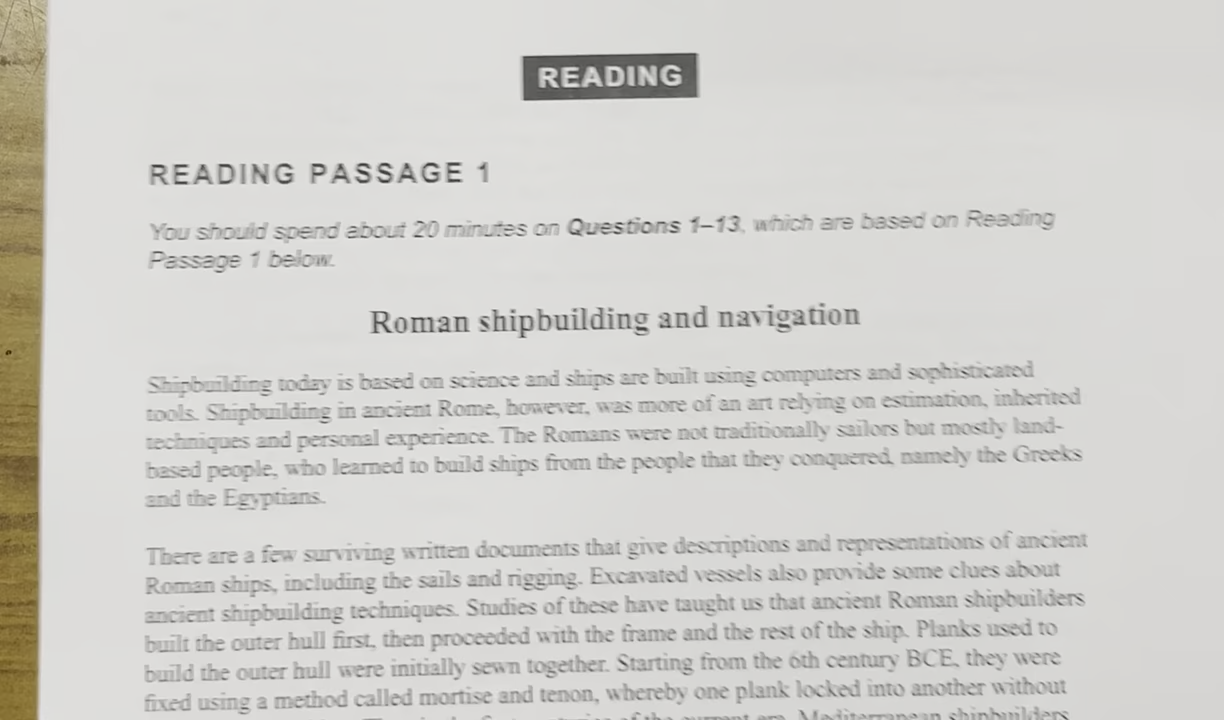 READING
READING PASSAGE 1
You should spend about 20 minutes on Questions 1–13, which are based on Reading
Passage 1 below.
Roman shipbuilding and navigation
Shipbuilding today is based on science and ships are built using computers and sophisticated
tools. Shipbuilding in ancient Rome, however, was more of an art relying on estimation, inherited
techniques and personal experience. The Romans were not traditionally sailors but mostly land-
based people, who learned to build ships from the people that they conquered, namely the Greeks
and the Egyptians.
There are a few surviving written documents that give descriptions and representations of ancient
Roman ships, including the sails and rigging. Excavated vessels also provide some clues about
ancient shipbuilding techniques. Studies of these have taught us that ancient Roman shipbuilders
built the outer hull first, then proceeded with the frame and the rest of the ship. Planks used to
build the outer hull were initially sewn together. Starting from the 6th century BCE, they were
fixed using a method called mortise and tenon, whereby one plank locked into another without
of the current era, Mediterranean shipbuilders